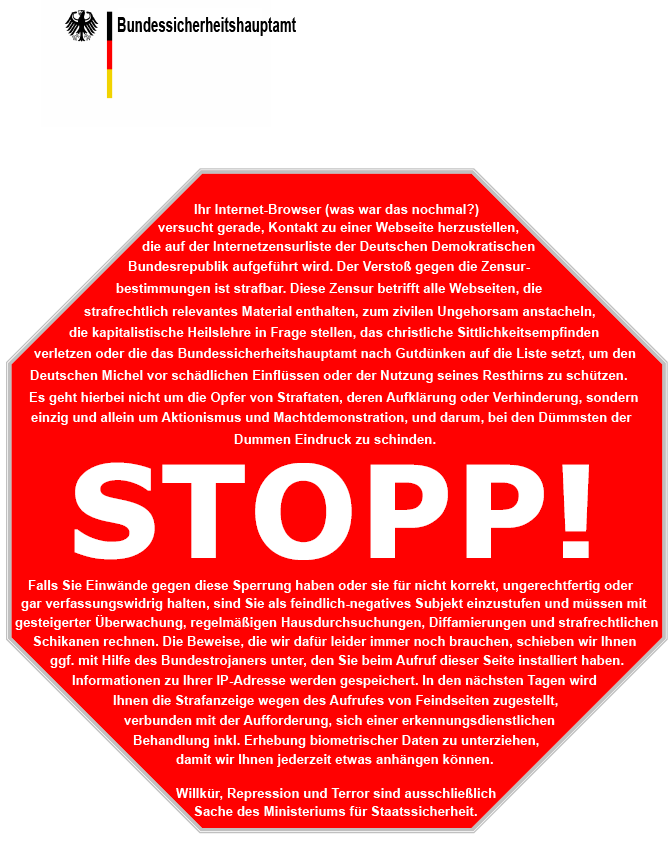 Bundessicherheitshauptamt
Ihr Internet-Browser (was war das nochmal?)
versucht gerade, Kontakt zu einer Webseite herzustellen,
die auf der Internetzensurliste der Deutschen Demokratischen
Bundesrepublik aufgeführt wird. Der Verstoß gegen die Zensur-
bestimmungen ist strafbar. Diese Zensur betrifft alle Webseiten, die
strafrechtlich relevantes Material enthalten, zum zivilen Ungehorsam anstacheln,
die kapitalistische Heilslehre in Frage stellen, das christliche Sittlichkeitsempfinden
verletzen oder die das Bundessicherheitshauptamt nach Gutdünken auf die Liste setzt, um den
Deutschen Michel vor schädlichen Einflüssen oder der Nutzung seines Resthirns zu schützen.
Es geht hierbei nicht um die Opfer von Straftaten, deren Aufklärung oder Verhinderung, sondern
einzig und allein um Aktionismus und Machtdemonstration, und darum, bei den Dümmsten der
Dummen Eindruck zu schinden.
STOPP!
Falls Sie Einwände gegen diese Sperrung haben oder sie für nicht korrekt, ungerechtfertig oder
gar verfassungswidrig halten, sind Sie als feindlich-negatives Subjekt einzustufen und müssen mit
gesteigerter Überwachung, regelmäßigen Hausdurchsuchungen, Diffamierungen und strafrechtlichen
Schikanen rechnen. Die Beweise, die wir dafür leider immer noch brauchen, schieben wir Ihnen
ggf. mit Hilfe des Bundestrojaners unter, den Sie beim Aufruf dieser Seite installiert haben.
Informationen zu Ihrer IP-Adresse werden gespeichert. In den nächsten Tagen wird
Ihnen die Strafanzeige wegen des Aufrufes von Feindseiten zugestellt,
verbunden mit der Aufforderung, sich einer erkennungsdienstlichen
Behandlung inkl. Erhebung biometrischer Daten zu unterziehen,
damit wir Ihnen jederzeit etwas anhängen können.
Willkür, Repression und Terror sind ausschließlich
Sache des Ministeriums für Staatssicherheit.